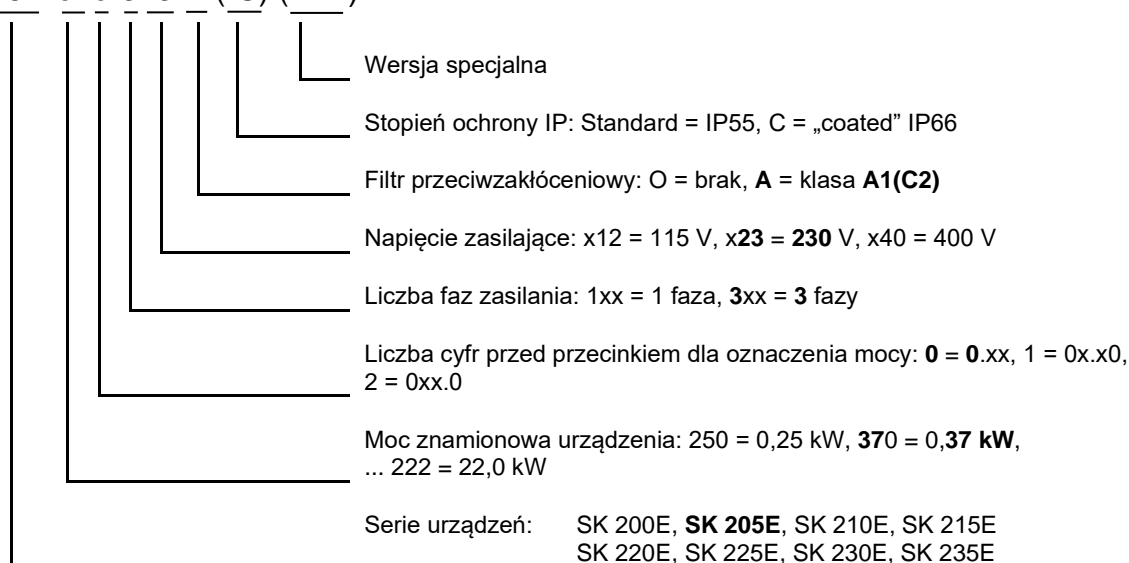 Wersja specjalna
Stopień ochrony IP: Standard = IP55, C = „coated” IP66
Filtr przeciwzakłóceniowy: O = brak, A = klasa A1(C2)
Napięcie zasilające: x12 = 115 V, x23 = 230 V, x40 = 400 V
Liczba faz zasilania: 1xx = 1 faza, 3xx = 3 fazy
Liczba cyfr przed przecinkiem dla oznaczenia mocy: 0 = 0.xx, 1 = 0x.x0,
2 = 0xx.0
Moc znamionowa urządzenia: 250 = 0,25 kW, 370 = 0,37 kW,
... 222 = 22,0 kW
Serie urządzeń: SK 200E, SK 205E, SK 210E, SK 215E
SK 220E, SK 225E, SK 230E, SK 235E